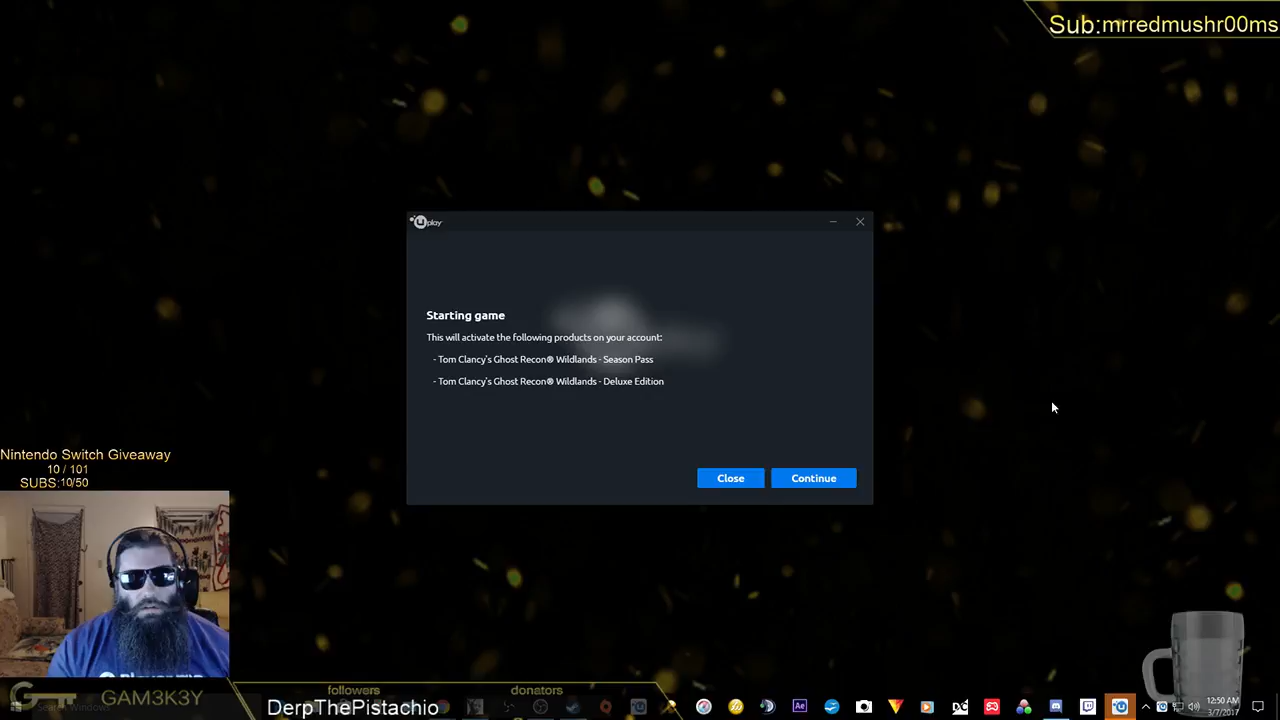 Sub:mrredmushr00ms
Uplay
Starting game
This will activate the following products on your account:
- Tom Clancy's Ghost Recon® Wildlands - Season Pass
- Tom Clancy's Ghost Recon® Wildlands - Deluxe Edition
Close
Continue
Nintendo Switch Giveaway
10 / 101
SUBS:10/50
GAM3K3Y
Search Windows
followers
donators
DerpThePistachio
12:50 AM
3/7/2017